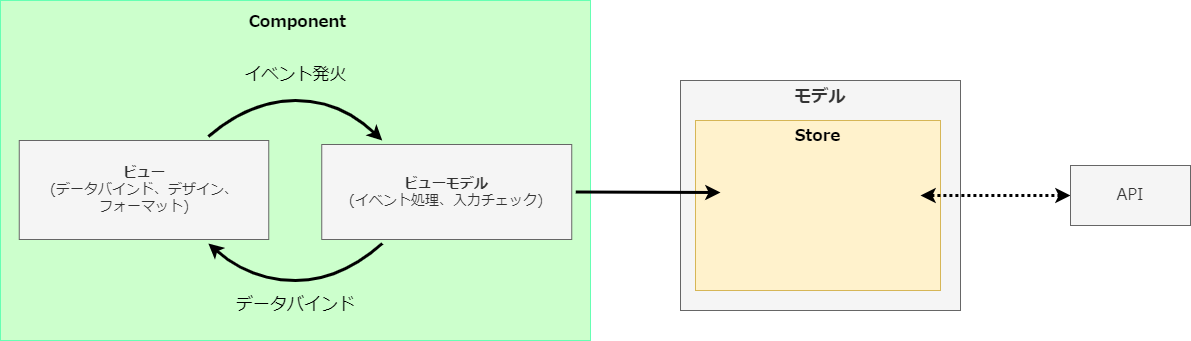 Component
イベント発火
ビュー
(データバインド、デザイン、
フォーマット)
ビューモデル
(イベント処理、入力チェック)
データバインド
モデル
Store
API